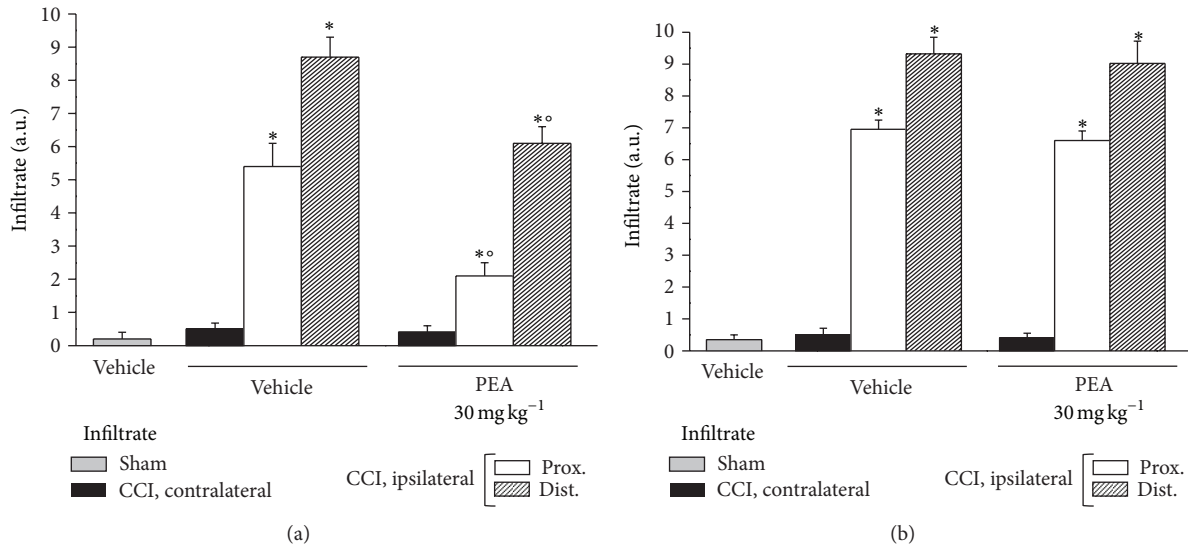 10
9
8
7
6
5
4
3
2
1
0
Infiltrate (a.u.)
*
*
*°
*°
Vehicle
Vehicle
PEA
30 mg kg⁻¹
Infiltrate
Sham
CCI, contralateral
CCI, ipsilateral
Prox.
Dist.
(a)
10
9
8
7
6
5
4
3
2
1
0
Infiltrate (a.u.)
*
*
*
*
Vehicle
Vehicle
PEA
30 mg kg⁻¹
Infiltrate
Sham
CCI, contralateral
CCI, ipsilateral
Prox.
Dist.
(b)